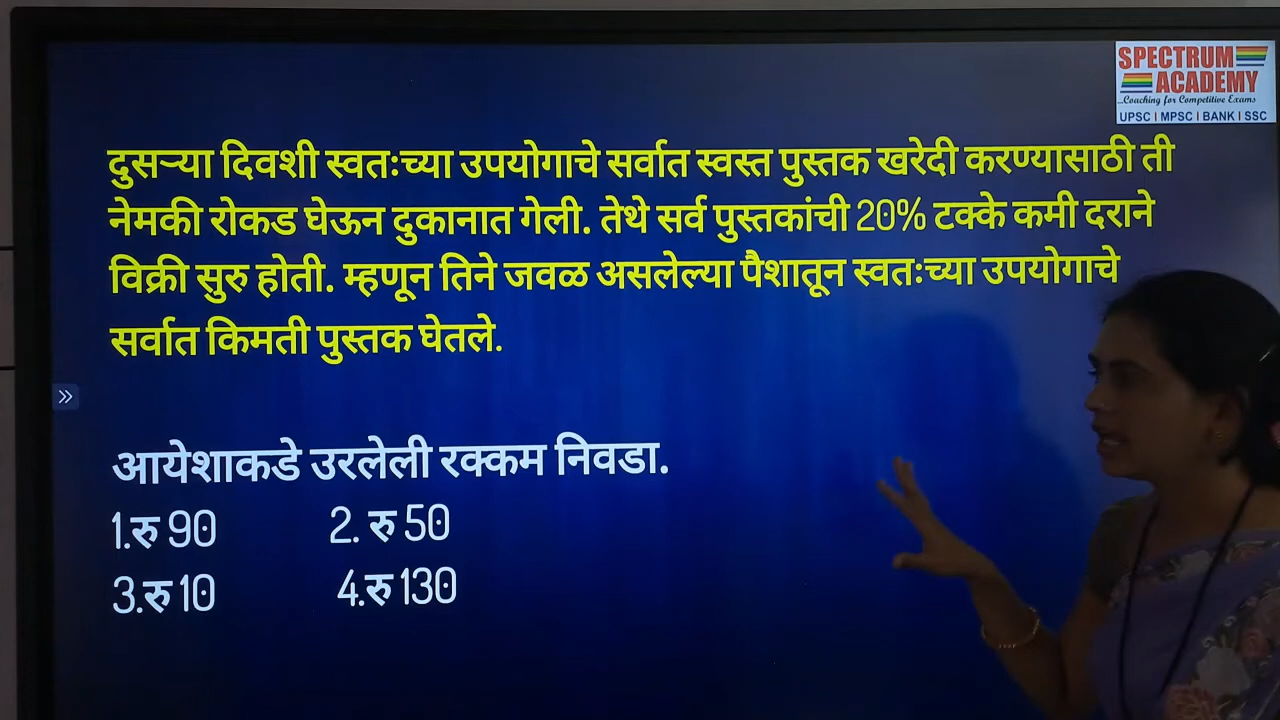 SPECTRUM
ACADEMY
...Coaching for Competitive Exams
UPSC | MPSC | BANK | SSC
दुसऱ्या दिवशी स्वतःच्या उपयोगाचे सर्वात स्वस्त पुस्तक खरेदी करण्यासाठी ती
नेमकी रोकड घेऊन दुकानात गेली. तेथे सर्व पुस्तकांची 20% टक्के कमी दराने
विक्री सुरु होती. म्हणून तिने जवळ असलेल्या पैशातून स्वतःच्या उपयोगाचे
सर्वात किमती पुस्तक घेतले.
आयेशाकडे उरलेली रक्कम निवडा.
1.रु 90 2. रु 50
3.रु 10 4.रु 130